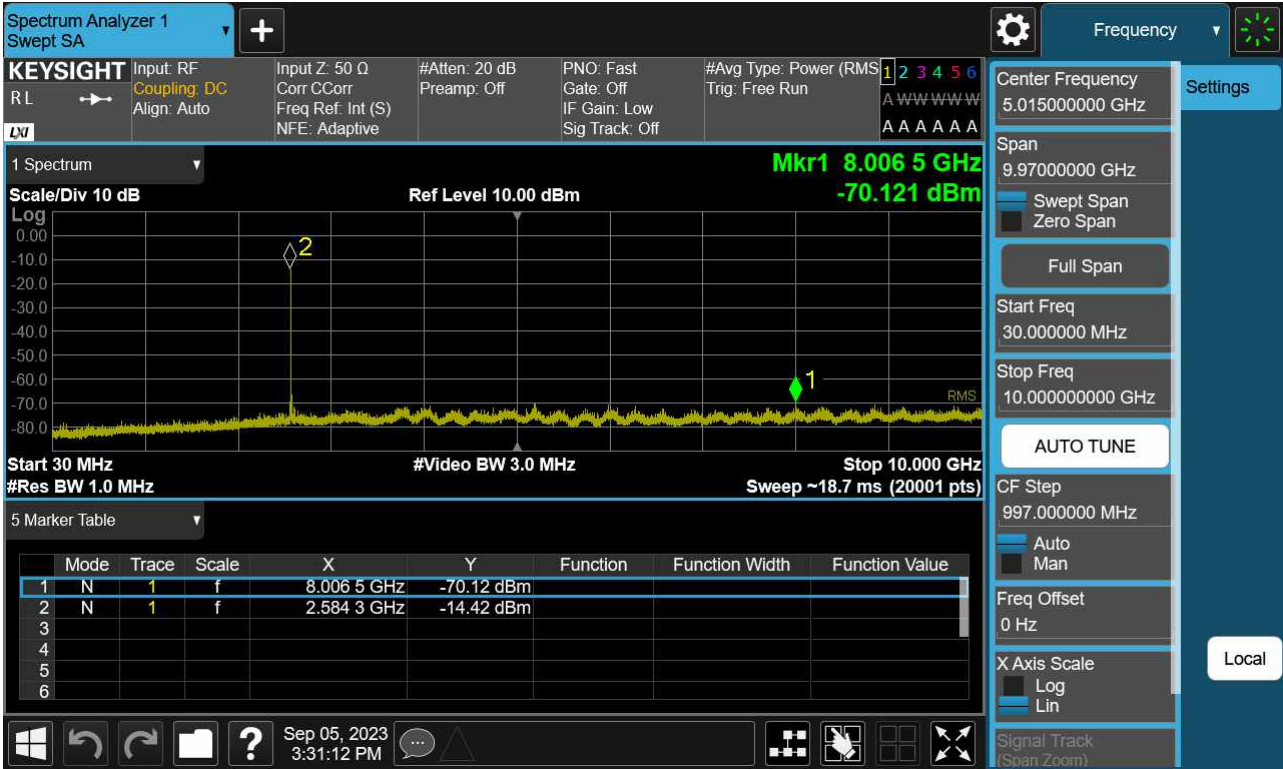 Spectrum Analyzer 1
Swept SA
Frequency
KEYSIGHT
RL
LXI
Input: RF
Coupling: DC
Align: Auto
Input Z: 50 Ω
Corr CCorr
Freq Ref: Int (S)
NFE: Adaptive
#Atten: 20 dB
Preamp: Off
PNO: Fast
Gate: Off
IF Gain: Low
Sig Track: Off
#Avg Type: Power (RMS
Trig: Free Run
1 2 3 4 5 6
A W W W W W
A A A A A A
1 Spectrum
Mkr1 8.006 5 GHz
Scale/Div 10 dB
Ref Level 10.00 dBm
-70.121 dBm
Log
0.00
-10.0
-20.0
-30.0
-40.0
-50.0
-60.0
-70.0
-80.0
2
1
RMS
Start 30 MHz
#Video BW 3.0 MHz
Stop 10.000 GHz
#Res BW 1.0 MHz
Sweep ~18.7 ms (20001 pts)
5 Marker Table
Mode Trace Scale X Y Function Function Width Function Value
1 N 1 f 8.006 5 GHz -70.12 dBm
2 N 1 f 2.584 3 GHz -14.42 dBm
3
4
5
6
?
Sep 05, 2023
3:31:12 PM
Center Frequency
5.015000000 GHz
Settings
Span
9.97000000 GHz
Swept Span
Zero Span
Full Span
Start Freq
30.000000 MHz
Stop Freq
10.000000000 GHz
AUTO TUNE
CF Step
997.000000 MHz
Auto
Man
Freq Offset
0 Hz
X Axis Scale
Log
Lin
Local
Signal Track
(Span Zoom)